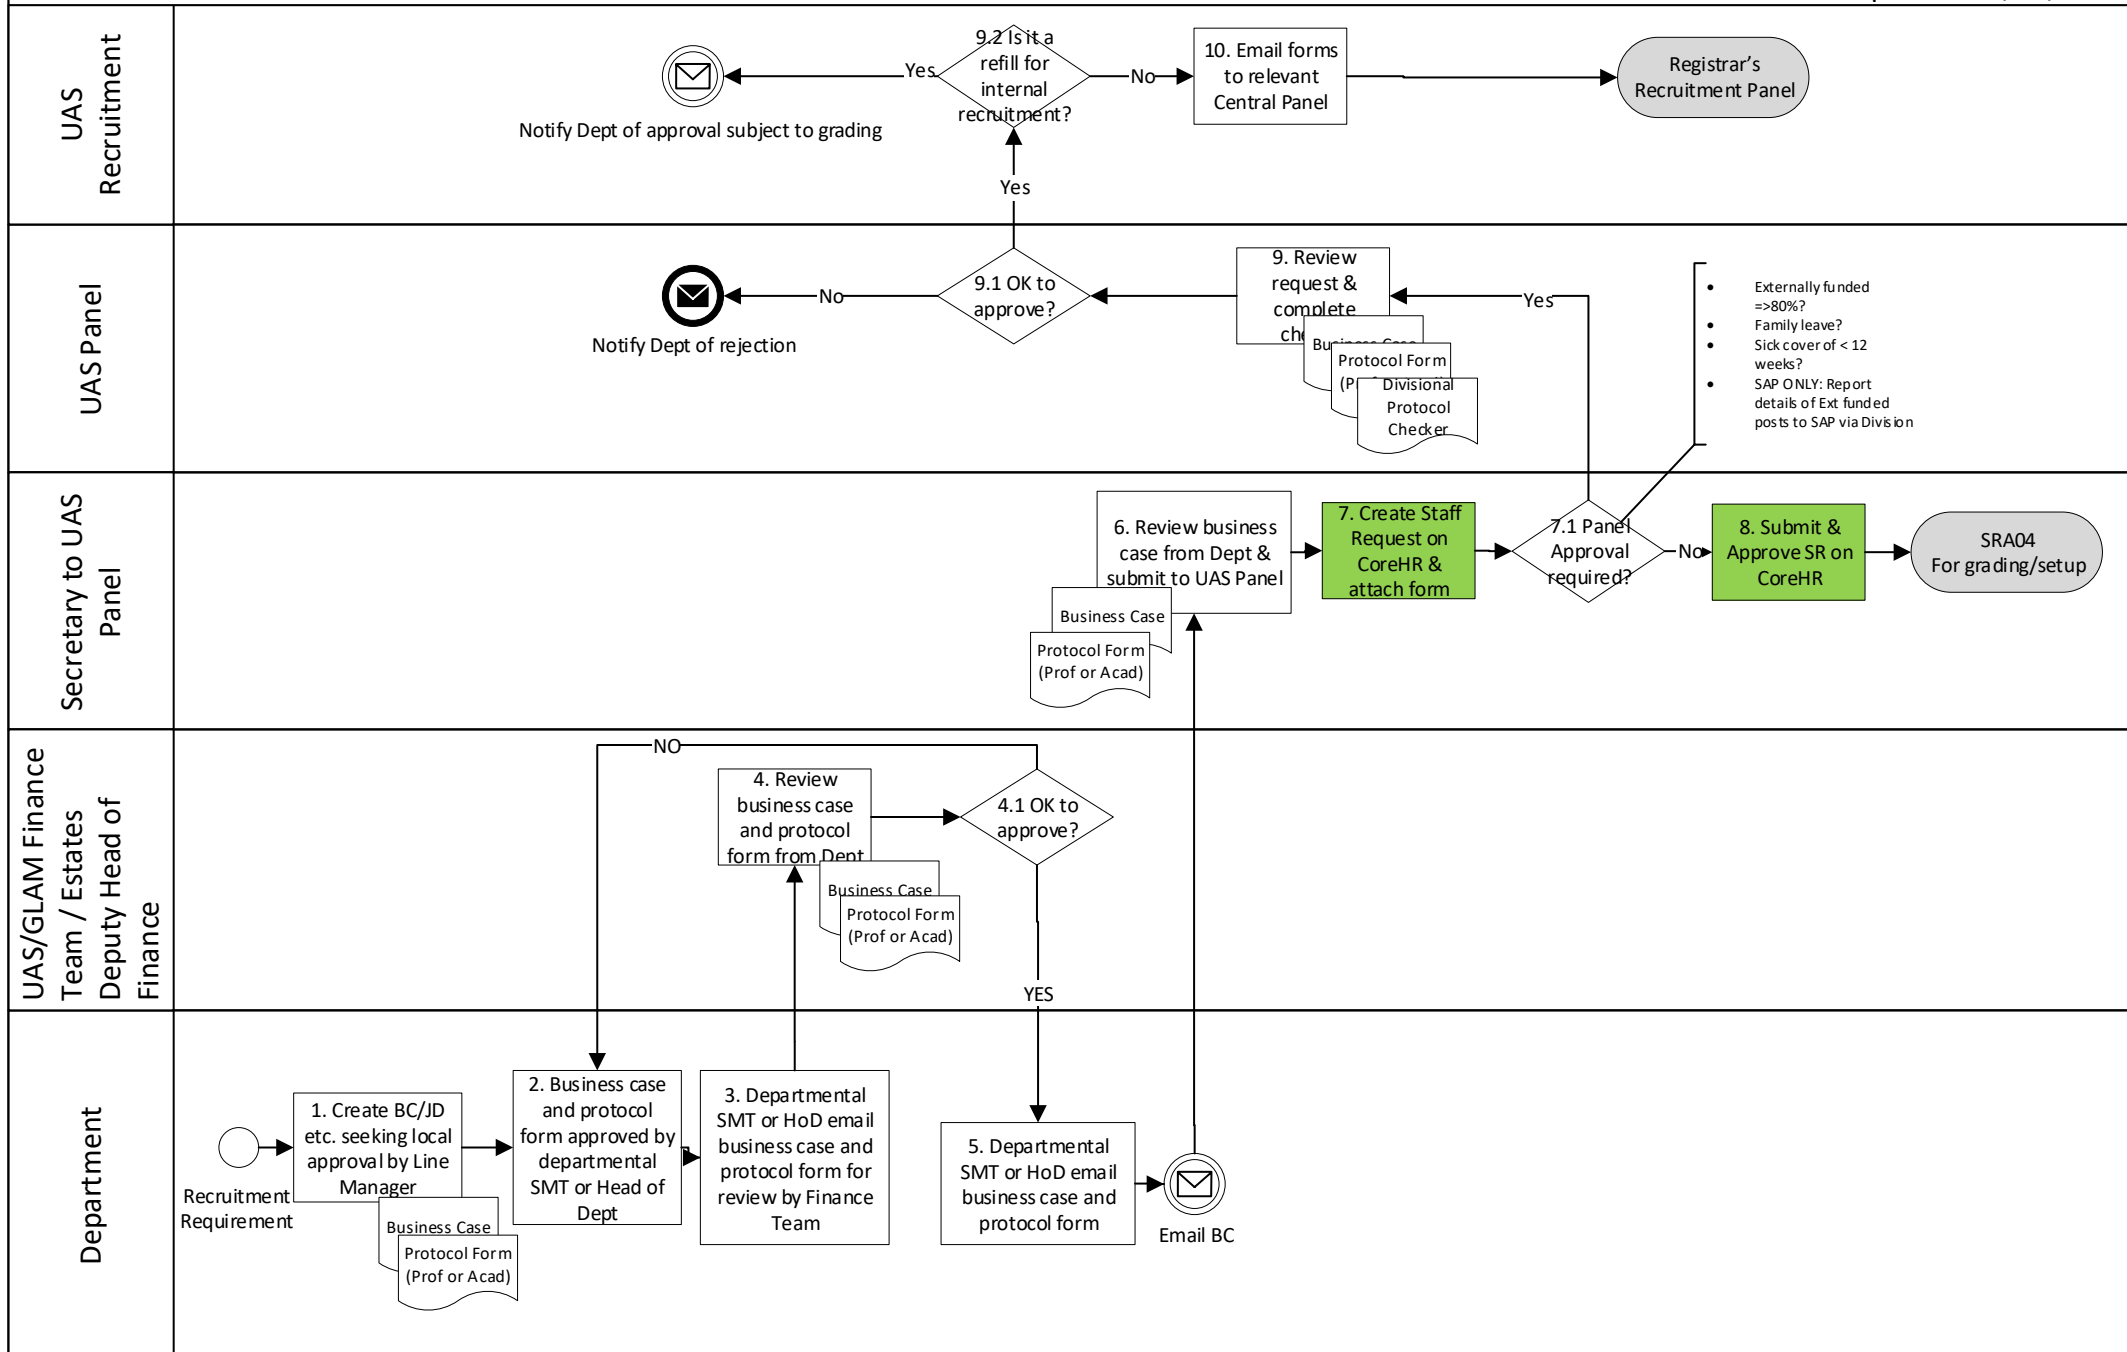 UAS
Recruitment
9.2 Is it a
refill for
internal
recruitment?
Yes
No
10. Email forms
to relevant
Central Panel
Registrar's
Recruitment Panel
Notify Dept of approval subject to grading
Yes
UAS Panel
9.1 OK to
approve?
No
Notify Dept of rejection
9. Review
request &
complete
Business Case
Protocol Form
Divisional
Protocol
Checker
Yes
• Externally funded
=>80%?
• Family leave?
• Sick cover of < 12
weeks?
• SAP ONLY: Report
details of Ext funded
posts to SAP via Division
Secretary to UAS
Panel
6. Review business
case from Dept &
submit to UAS Panel
Business Case
Protocol Form
(Prof or Acad)
7. Create Staff
Request on
CoreHR &
attach form
7.1 Panel
Approval
required?
No
8. Submit &
Approve SR on
CoreHR
SRA04
For grading/setup
UAS/GLAM Finance
Team / Estates
Deputy Head of
Finance
NO
4. Review
business case
and protocol
form from Dept
Business Case
Protocol Form
(Prof or Acad)
4.1 OK to
approve?
YES
Department
Recruitment
Requirement
1. Create BC/JD
etc. seeking local
approval by Line
Manager
Business Case
Protocol Form
(Prof or Acad)
2. Business case
and protocol
form approved by
departmental
SMT or Head of
Dept
3. Departmental
SMT or HoD email
business case and
protocol form for
review by Finance
Team
5. Departmental
SMT or HoD email
business case and
protocol form
Email BC